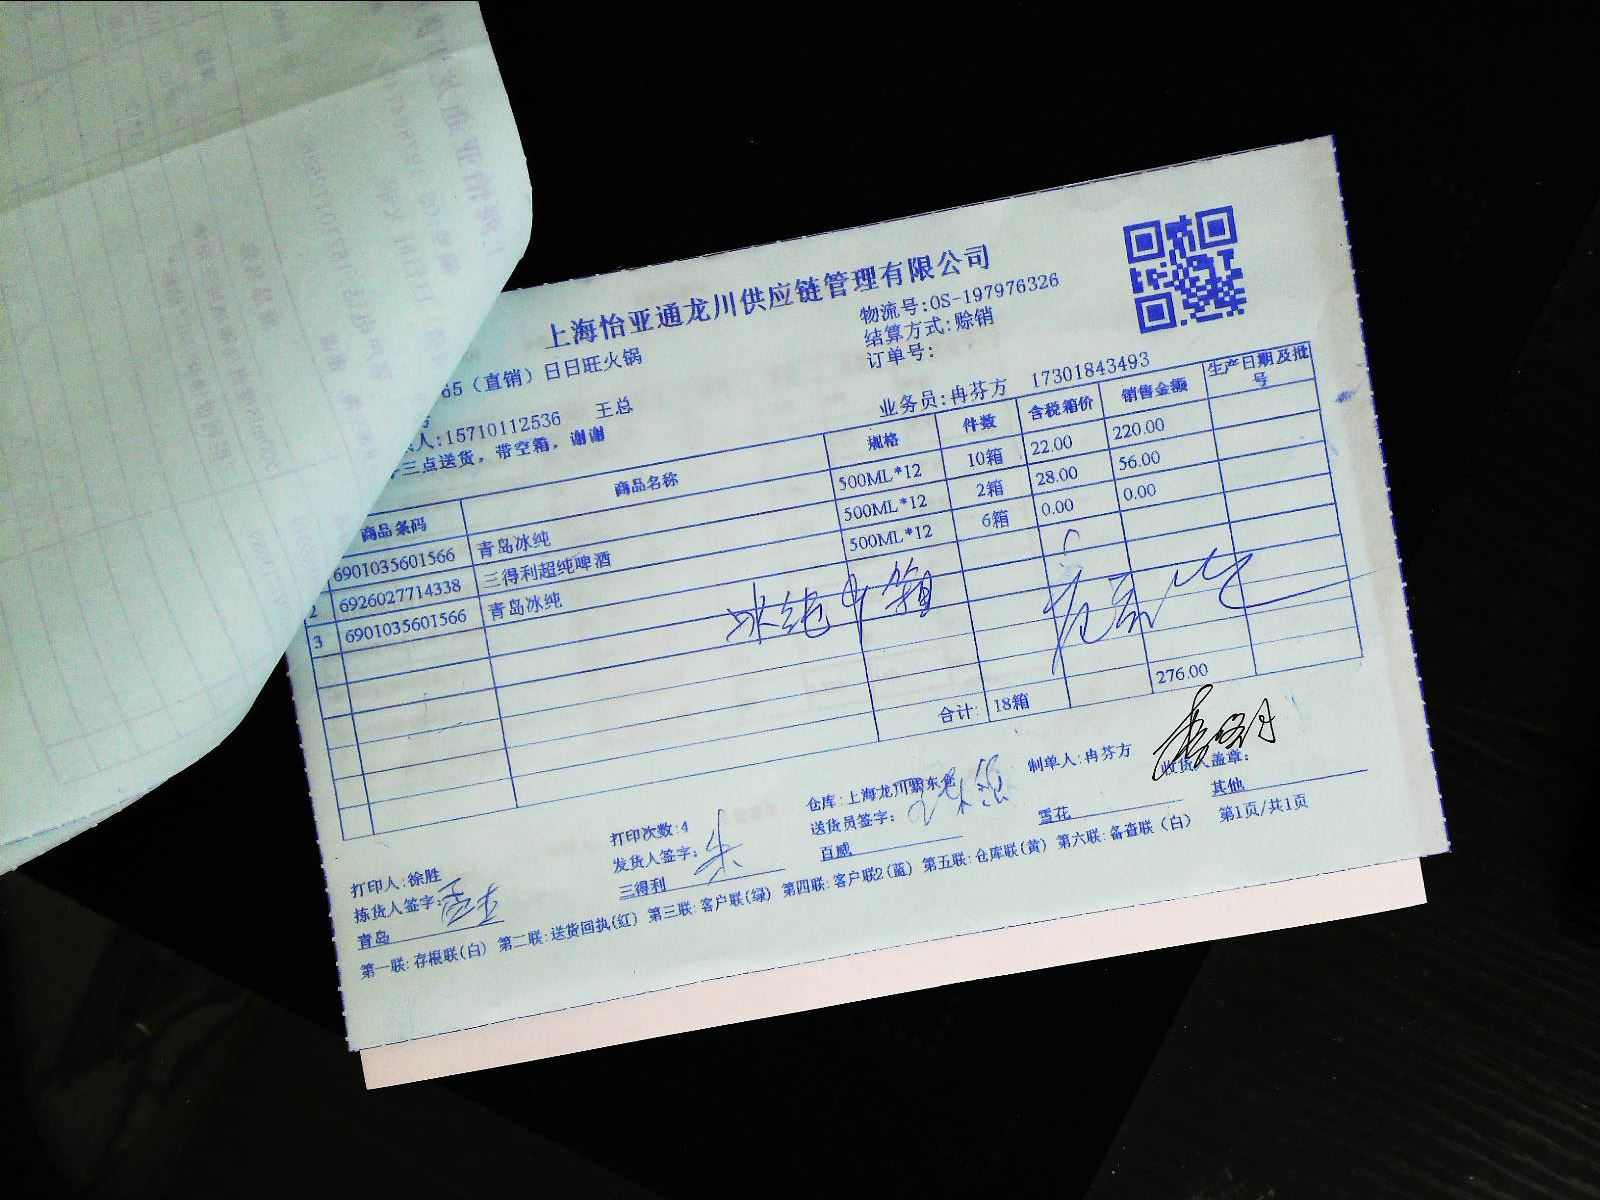 上海怡亚通龙川供应链管理有限公司
物流号:OS-197976326
65（直销）日日旺火锅
结算方式:赊销
订单号:
人:15710112536 王总
业务员:冉芬方 17301843493
三点送货，带空箱，谢谢
商品条码 商品名称 规格 件数 含税箱价 销售金额 生产日期及批号
6901035601566 青岛冰纯 500ML*12 10箱 22.00 220.00
2 6926027714338 三得利超纯啤酒 500ML*12 2箱 28.00 56.00
3 6901035601566 青岛冰纯 500ML*12 6箱 0.00 0.00
冰纯 箱
合计: 18箱 276.00
打印人:徐胜 打印次数:4 仓库:上海龙川 东仓 制单人:冉芬方 收货人盖章:
拣货人签字: 发货人签字: 朱 送货员签字:
青岛 三得利 百威 雪花 其他
第一联:存根联(白) 第二联:送货回执(红) 第三联:客户联(绿) 第四联:客户联2(蓝) 第五联:仓库联(黄) 第六联:备查联(白) 第1页/共1页